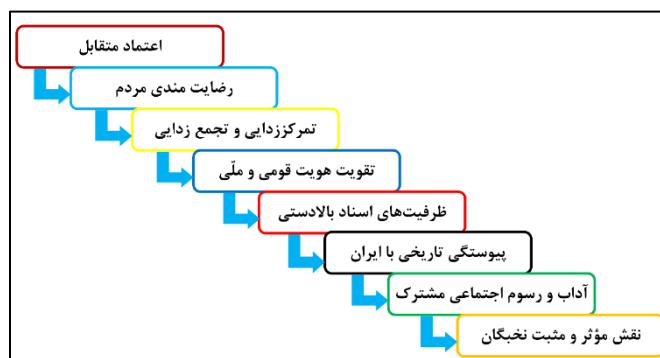 اعتماد متقابل
رضایت مندی مردم
تمرکززدایی و تجمع زدایی
تقویت هویت قومی و ملّی
ظرفیت‌های اسناد بالادستی
پیوستگی تاریخی با ایران
آداب و رسوم اجتماعی مشترک
نقش مؤثر و مثبت نخبگان